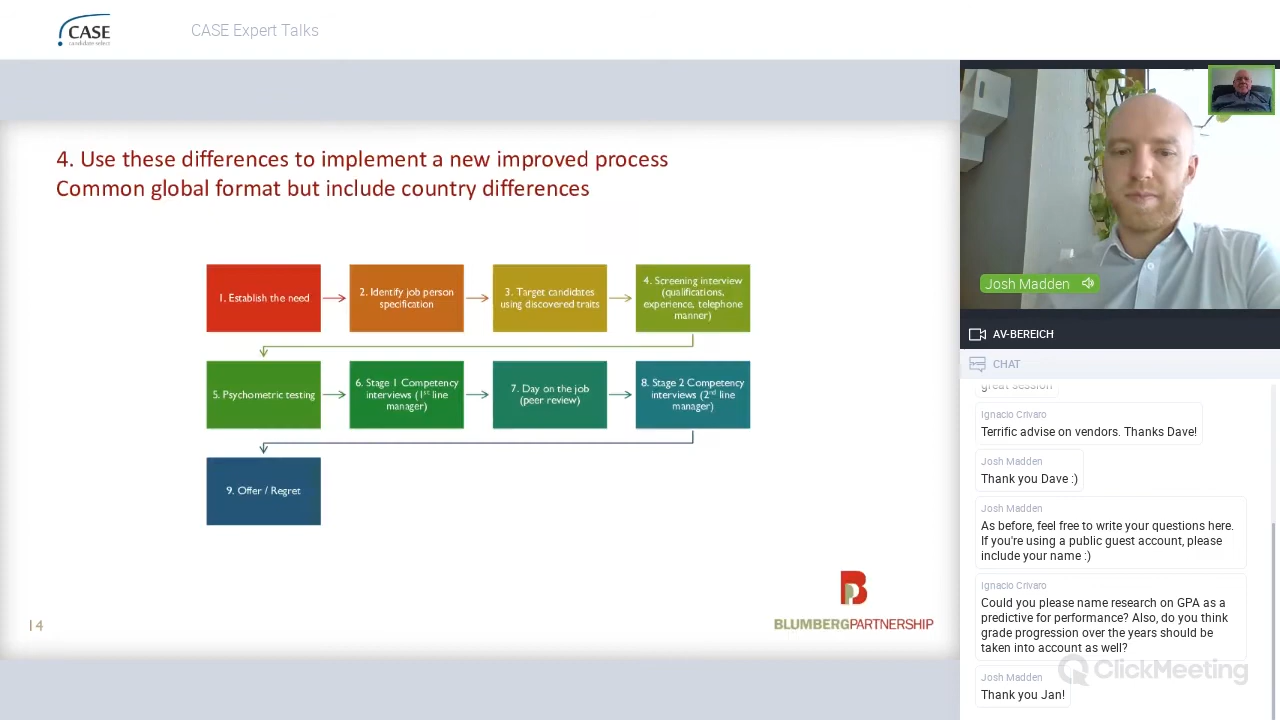 CASE
candidate select
CASE Expert Talks
4. Use these differences to implement a new improved process
Common global format but include country differences
1. Establish the need
2. Identify job person
specification
3. Target candidates
using discovered traits
4. Screening interview
(qualifications,
experience, telephone
manner)
5. Psychometric testing
6. Stage 1 Competency
interviews (1st line
manager)
7. Day on the job
(peer review)
8. Stage 2 Competency
interviews (2nd line
manager)
9. Offer / Regret
14
BLUMBERGPARTNERSHIP
Josh Madden
AV-BEREICH
CHAT
great session
Ignacio Crivaro
Terrific advise on vendors. Thanks Dave!
Josh Madden
Thank you Dave :)
Josh Madden
As before, feel free to write your questions here.
If you're using a public guest account, please
include your name :)
Ignacio Crivaro
Could you please name research on GPA as a
predictive for performance? Also, do you think
grade progression over the years should be
taken into account as well?
Josh Madden
Thank you Jan!
ClickMeeting